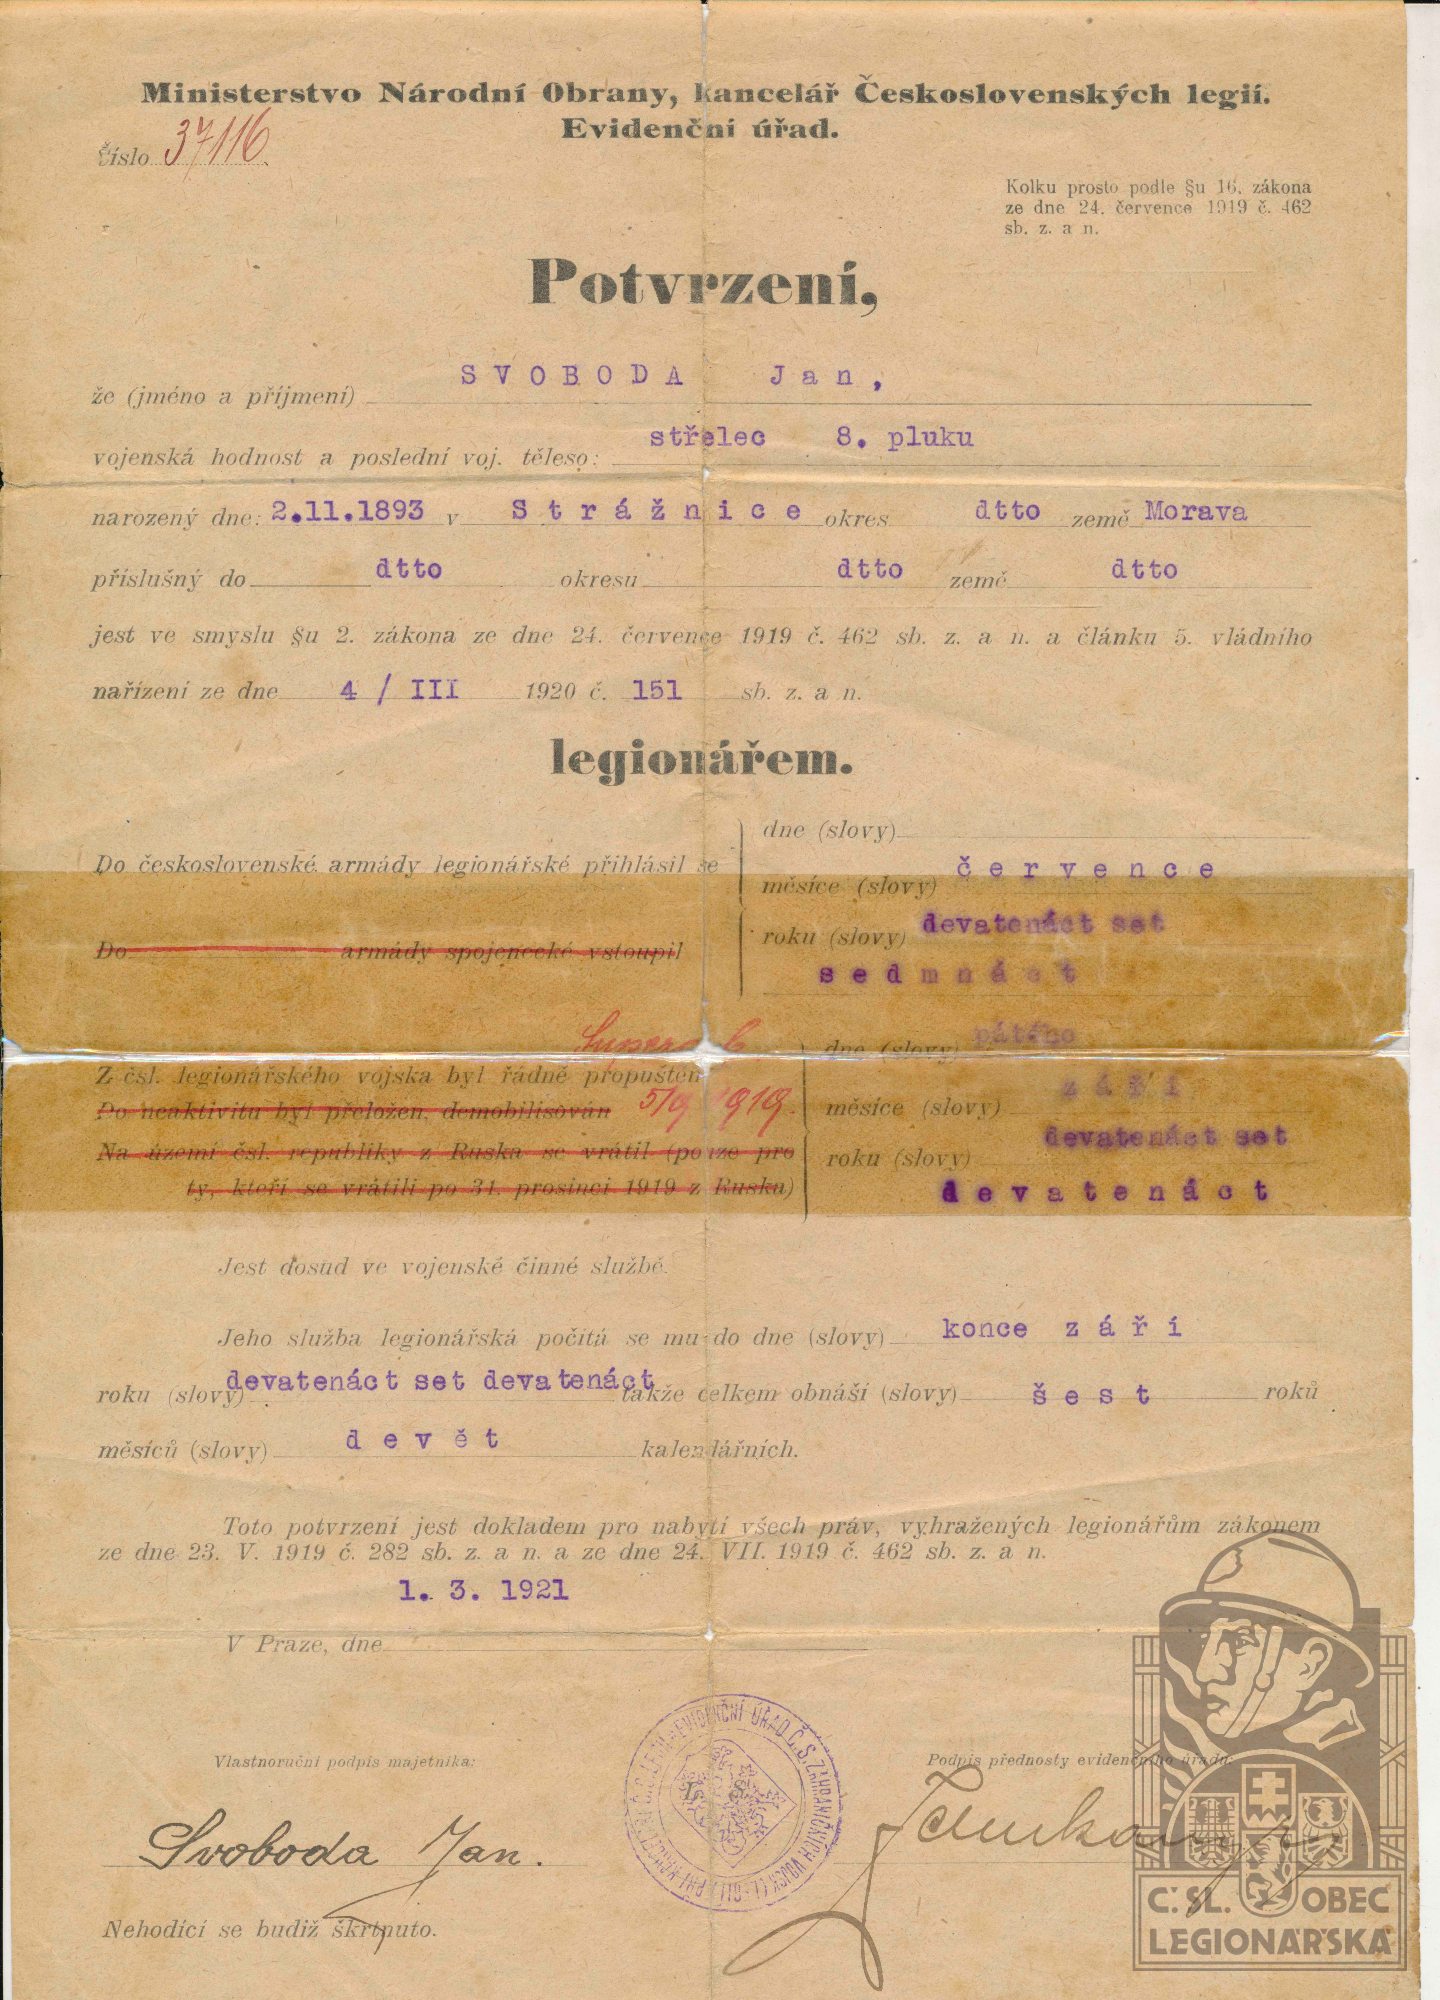 Ministerstvo Národní Obrany, kancelář Československých legií.
Evidenční úřad.
Číslo 37116
Kolku prosto podle §u 16. zákona
ze dne 24. července 1919 č. 462
sb. z. a n.
Potvrzení,
že (jméno a příjmení) SVOBODA Jan,
vojenská hodnost a poslední voj. těleso: střelec 8. pluku
narozený dne: 2.11.1893 v Strážnice okres dtto země Morava
příslušný do dtto okresu dtto země dtto
jest ve smyslu §u 2. zákona ze dne 24. července 1919 č. 462 sb. z. a n. a článku 5. vládního
nařízení ze dne 4 / III 1920 č. 151 sb. z. a n.
legionářem.
dne (slovy)
Do československé armády legionářské přihlásil se
měsíce (slovy) července
roku (slovy) devatenáct set
Do armády spojenecké vstoupil
sedmnáct
dne (slovy) pátého
Z čsl. legionářského vojska byl řádně propuštěn
Do neaktivitu byl přeložen, demobilisován 5/9 1919.
měsíce (slovy) září
Na území čsl. republiky z Ruska se vrátil (pouze pro
roku (slovy) devatenáct set
ty, kteří se vrátili po 31. prosinci 1919 z Ruska)
devatenáct
Jest dosud ve vojenské činné službě.
Jeho služba legionářská počítá se mu do dne (slovy) konce září
roku (slovy) devatenáct set devatenáct takže celkem obnáší (slovy) šest roků
měsíců (slovy) devět kalendářních.
Toto potvrzení jest dokladem pro nabytí všech práv, vyhražených legionářům zákonem
ze dne 23. V. 1919 č. 282 sb. z. a n. a ze dne 24. VII. 1919 č. 462 sb. z. a n.
1. 3. 1921
V Praze, dne
Vlastnoruční podpis majetníka:
Podpis přednosty evidenčního úřadu:
L S
Svoboda Jan.
Nehodící se budiž škrtnuto.
Č. SL. OBEC
LEGIONÁŘSKÁ